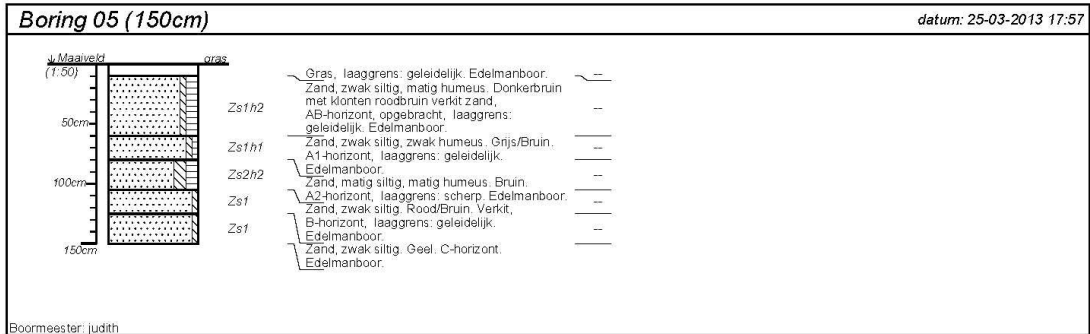 Boring 05 (150cm)
datum: 25-03-2013 17:57
↓ Maaiveld
gras
(1:50)
50cm
100cm
150cm
Zs1h2
Zs1h1
Zs2h2
Zs1
Zs1
Gras, laaggrens: geleidelijk. Edelmanboor.
Zand, zwak siltig, matig humeus. Donkerbruin
met klonten roodbruin verkit zand,
AB-horizont, opgebracht, laaggrens:
geleidelijk. Edelmanboor.
Zand, zwak siltig, zwak humeus. Grijs/Bruin.
A1-horizont, laaggrens: geleidelijk.
Edelmanboor.
Zand, matig siltig, matig humeus. Bruin.
A2-horizont, laaggrens: scherp. Edelmanboor.
Zand, zwak siltig. Rood/Bruin. Verkit,
B-horizont, laaggrens: geleidelijk.
Edelmanboor.
Zand, zwak siltig. Geel. C-horizont.
Edelmanboor.
--
--
--
--
--
--
Boormeester: judith